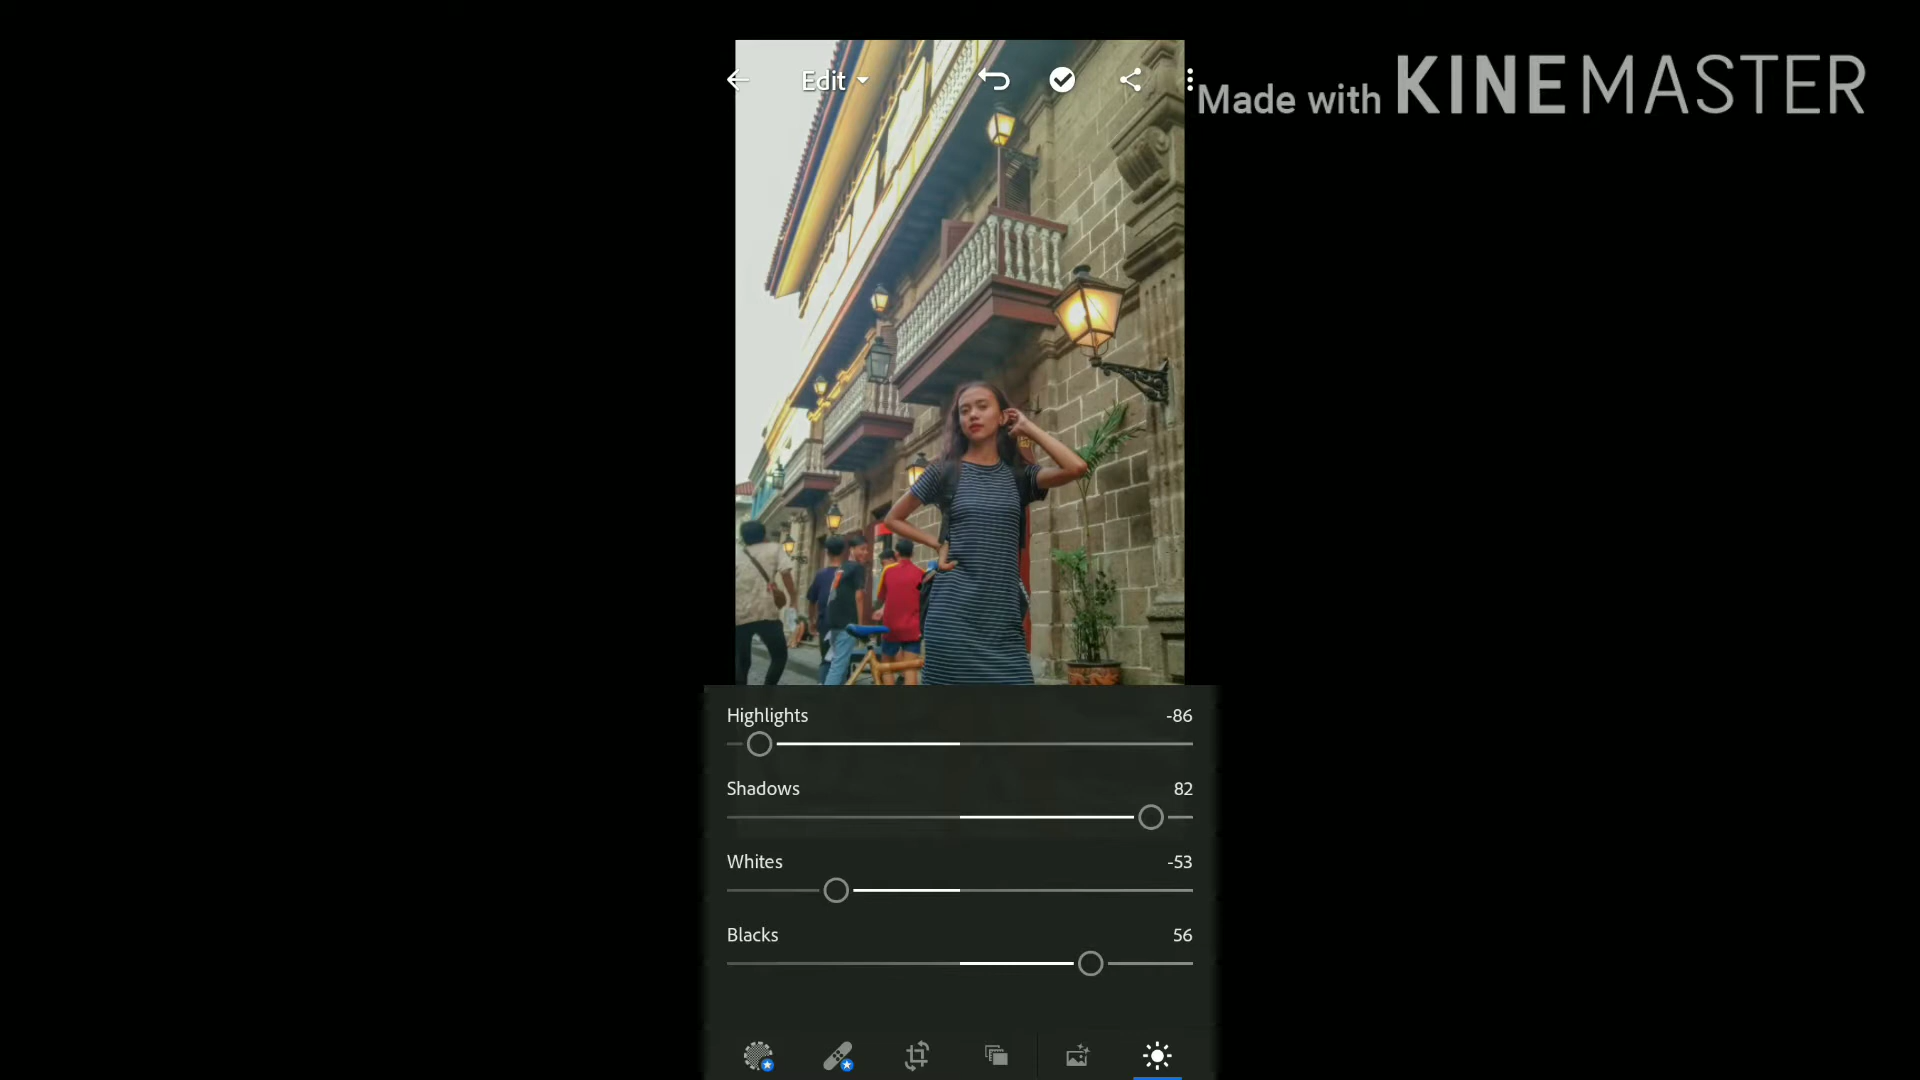 Edit
Made with KINEMASTER
Highlights -86
Shadows 82
Whites -53
Blacks 56